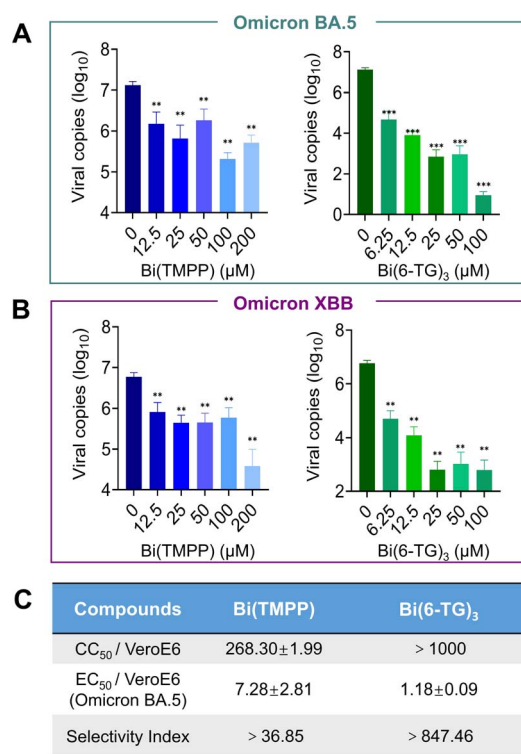 A
Omicron BA.5
Viral copies (log10)
7
6
5
4
** ** ** ** **
0 12.5 25 50 100 200
Bi(TMPP) (µM)
Viral copies (log10)
8
6
4
2
0
*** *** *** *** ***
0 6.25 12.5 25 50 100
Bi(6-TG)3 (µM)
B
Omicron XBB
Viral copies (log10)
8
7
6
5
4
** ** ** ** **
0 12.5 25 50 100 200
Bi(TMPP) (µM)
Viral copies (log10)
8
6
4
2
** ** ** ** **
0 6.25 12.5 25 50 100
Bi(6-TG)3 (µM)
C
Compounds Bi(TMPP) Bi(6-TG)3
CC50 / VeroE6 268.30±1.99 > 1000
EC50 / VeroE6
(Omicron BA.5) 7.28±2.81 1.18±0.09
Selectivity Index > 36.85 > 847.46